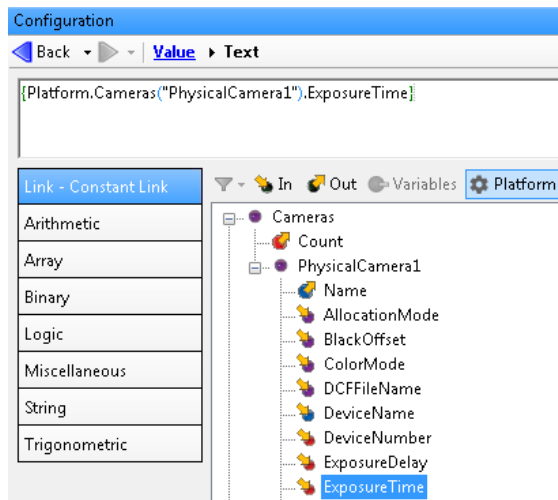 Configuration
Back Value Text
{Platform.Cameras("PhysicalCamera1").ExposureTime}
Link - Constant Link
Arithmetic
Array
Binary
Logic
Miscellaneous
String
Trigonometric
In Out Variables Platform
Cameras
Count
PhysicalCamera1
Name
AllocationMode
BlackOffset
ColorMode
DCFFileName
DeviceName
DeviceNumber
ExposureDelay
ExposureTime